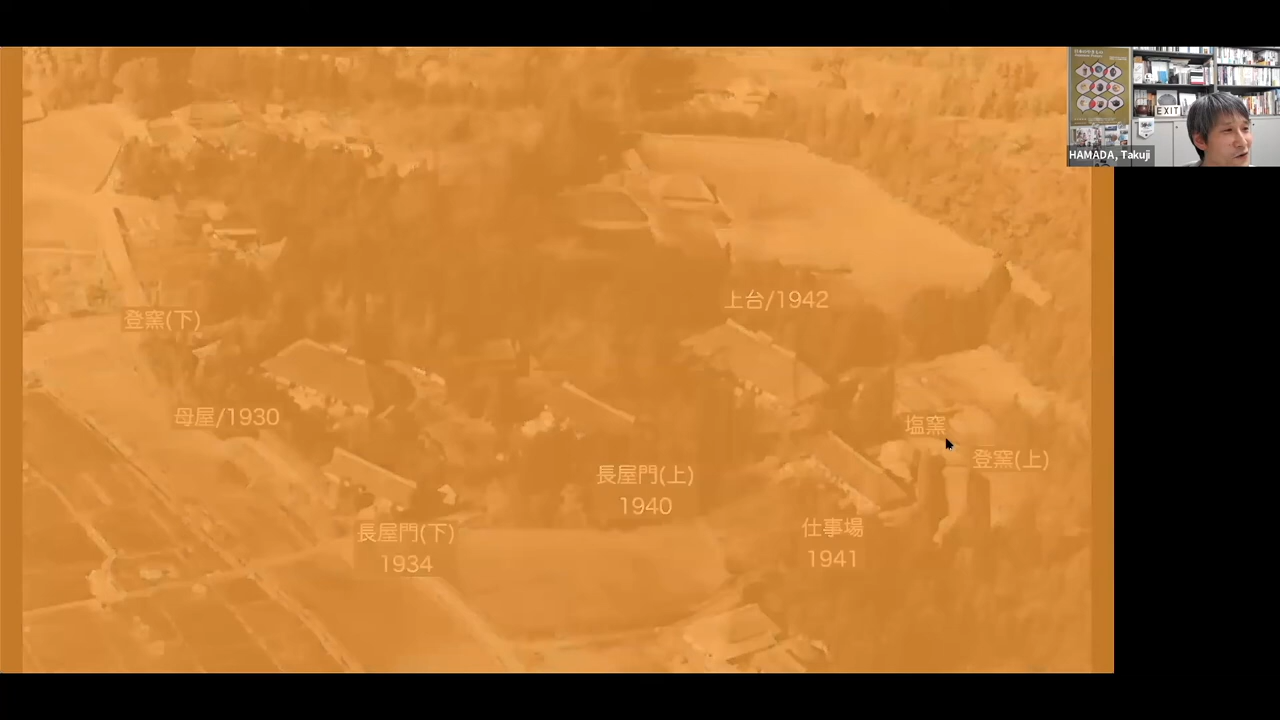 EXIT
HAMADA, Takuji
上台/1942
登窯(下)
母屋/1930
塩窯
登窯(上)
長屋門(上)
1940
長屋門(下)
1934
仕事場
1941